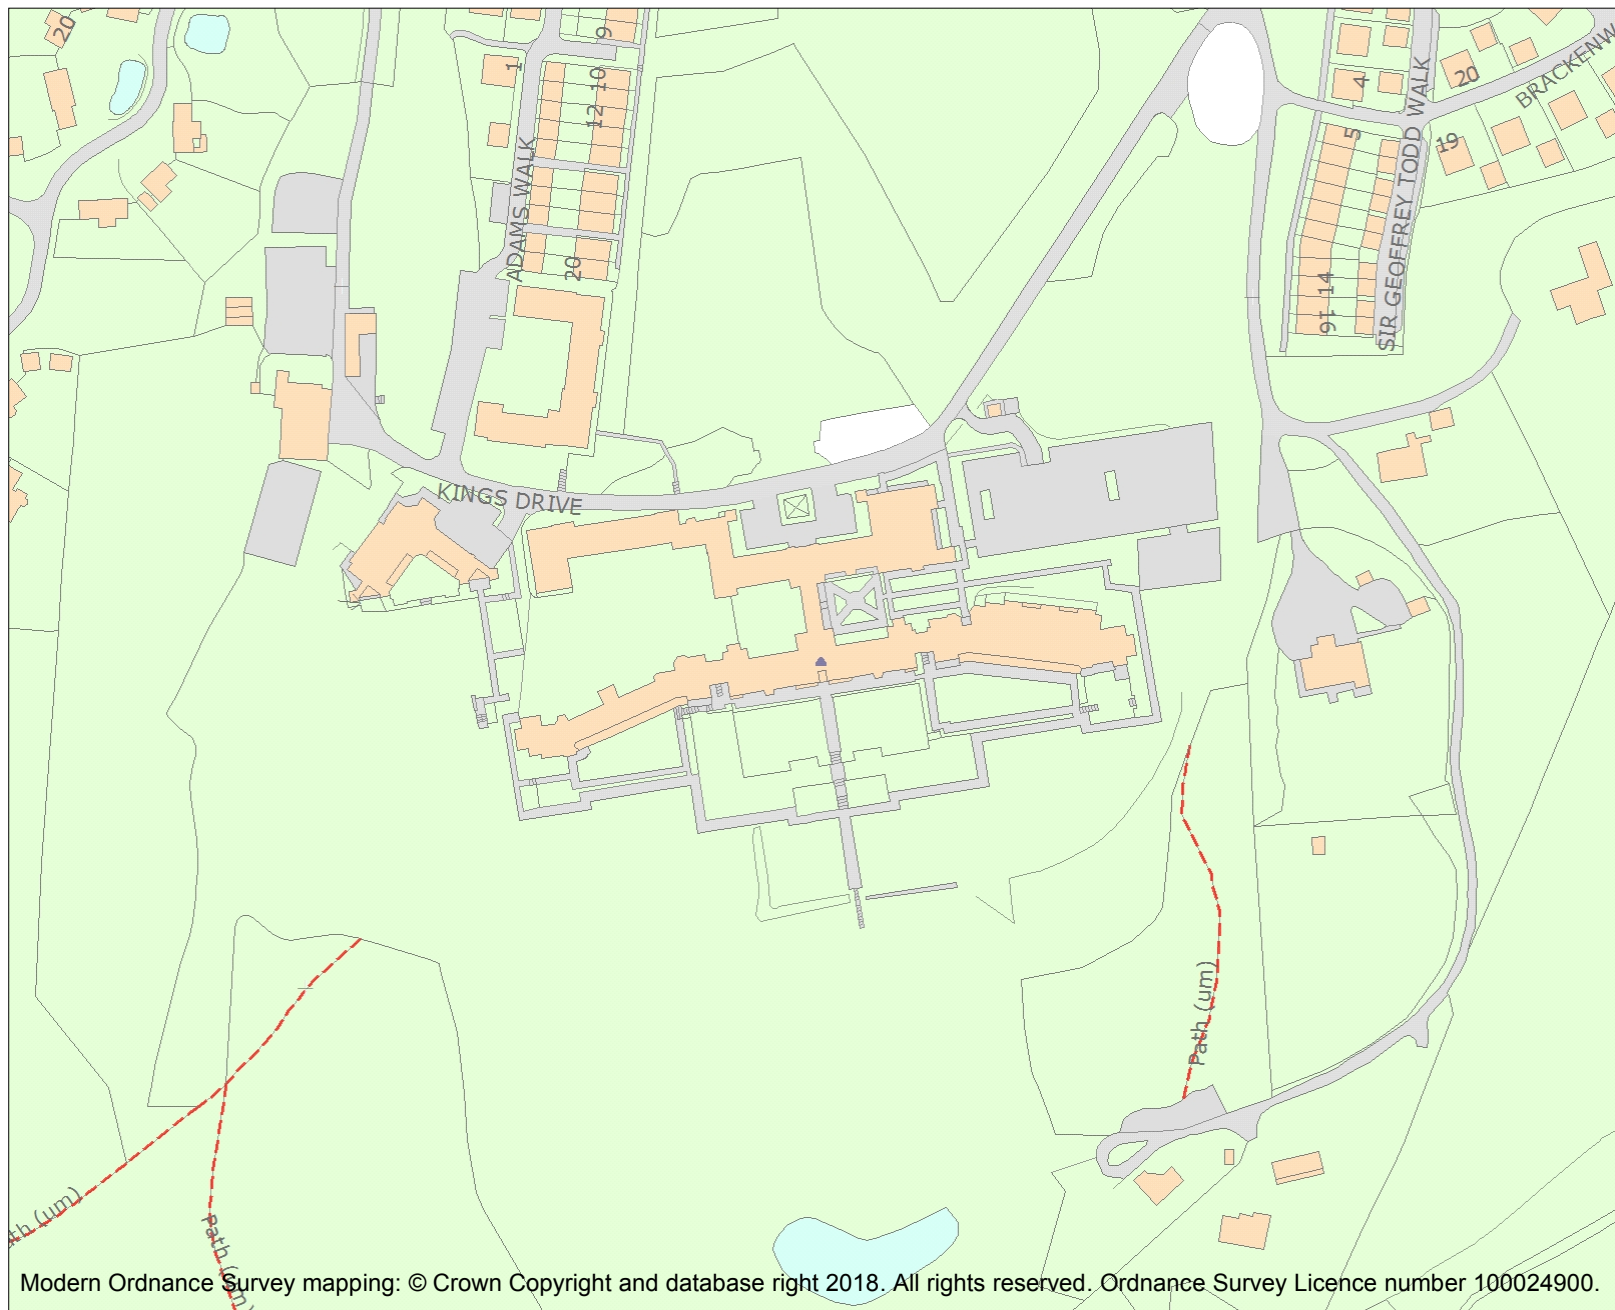 20
9
1
10
12
ADAMS WALK
20
4
5
20
19
SIR GEOFFREY TODD WALK
14
16
KINGS DRIVE
Path (um)
Path (um)
Modern Ordnance Survey mapping: © Crown Copyright and database right 2018. All rights reserved. Ordnance Survey Licence number 100024900.